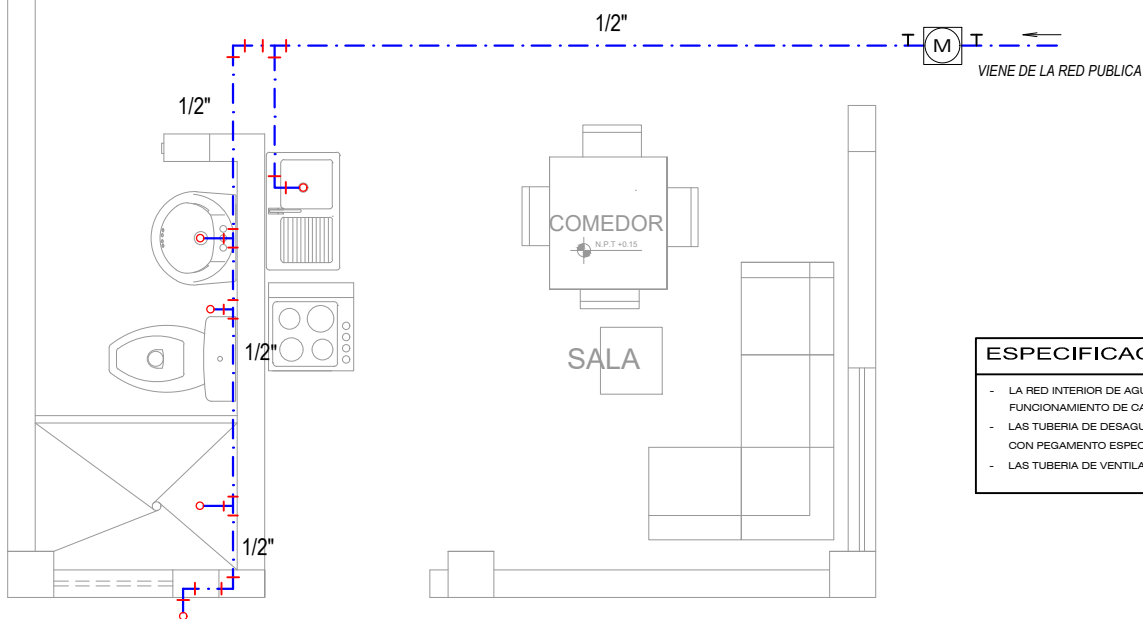 1/2"
M
VIENE DE LA RED PUBLICA
1/2"
COMEDOR
N.P.T +0.15
1/2"
SALA
ESPECIFICAC
- LA RED INTERIOR DE AGU
FUNCIONAMIENTO DE CA
- LAS TUBERIA DE DESAGU
CON PEGAMENTO ESPEC
- LAS TUBERIA DE VENTILA
1/2"